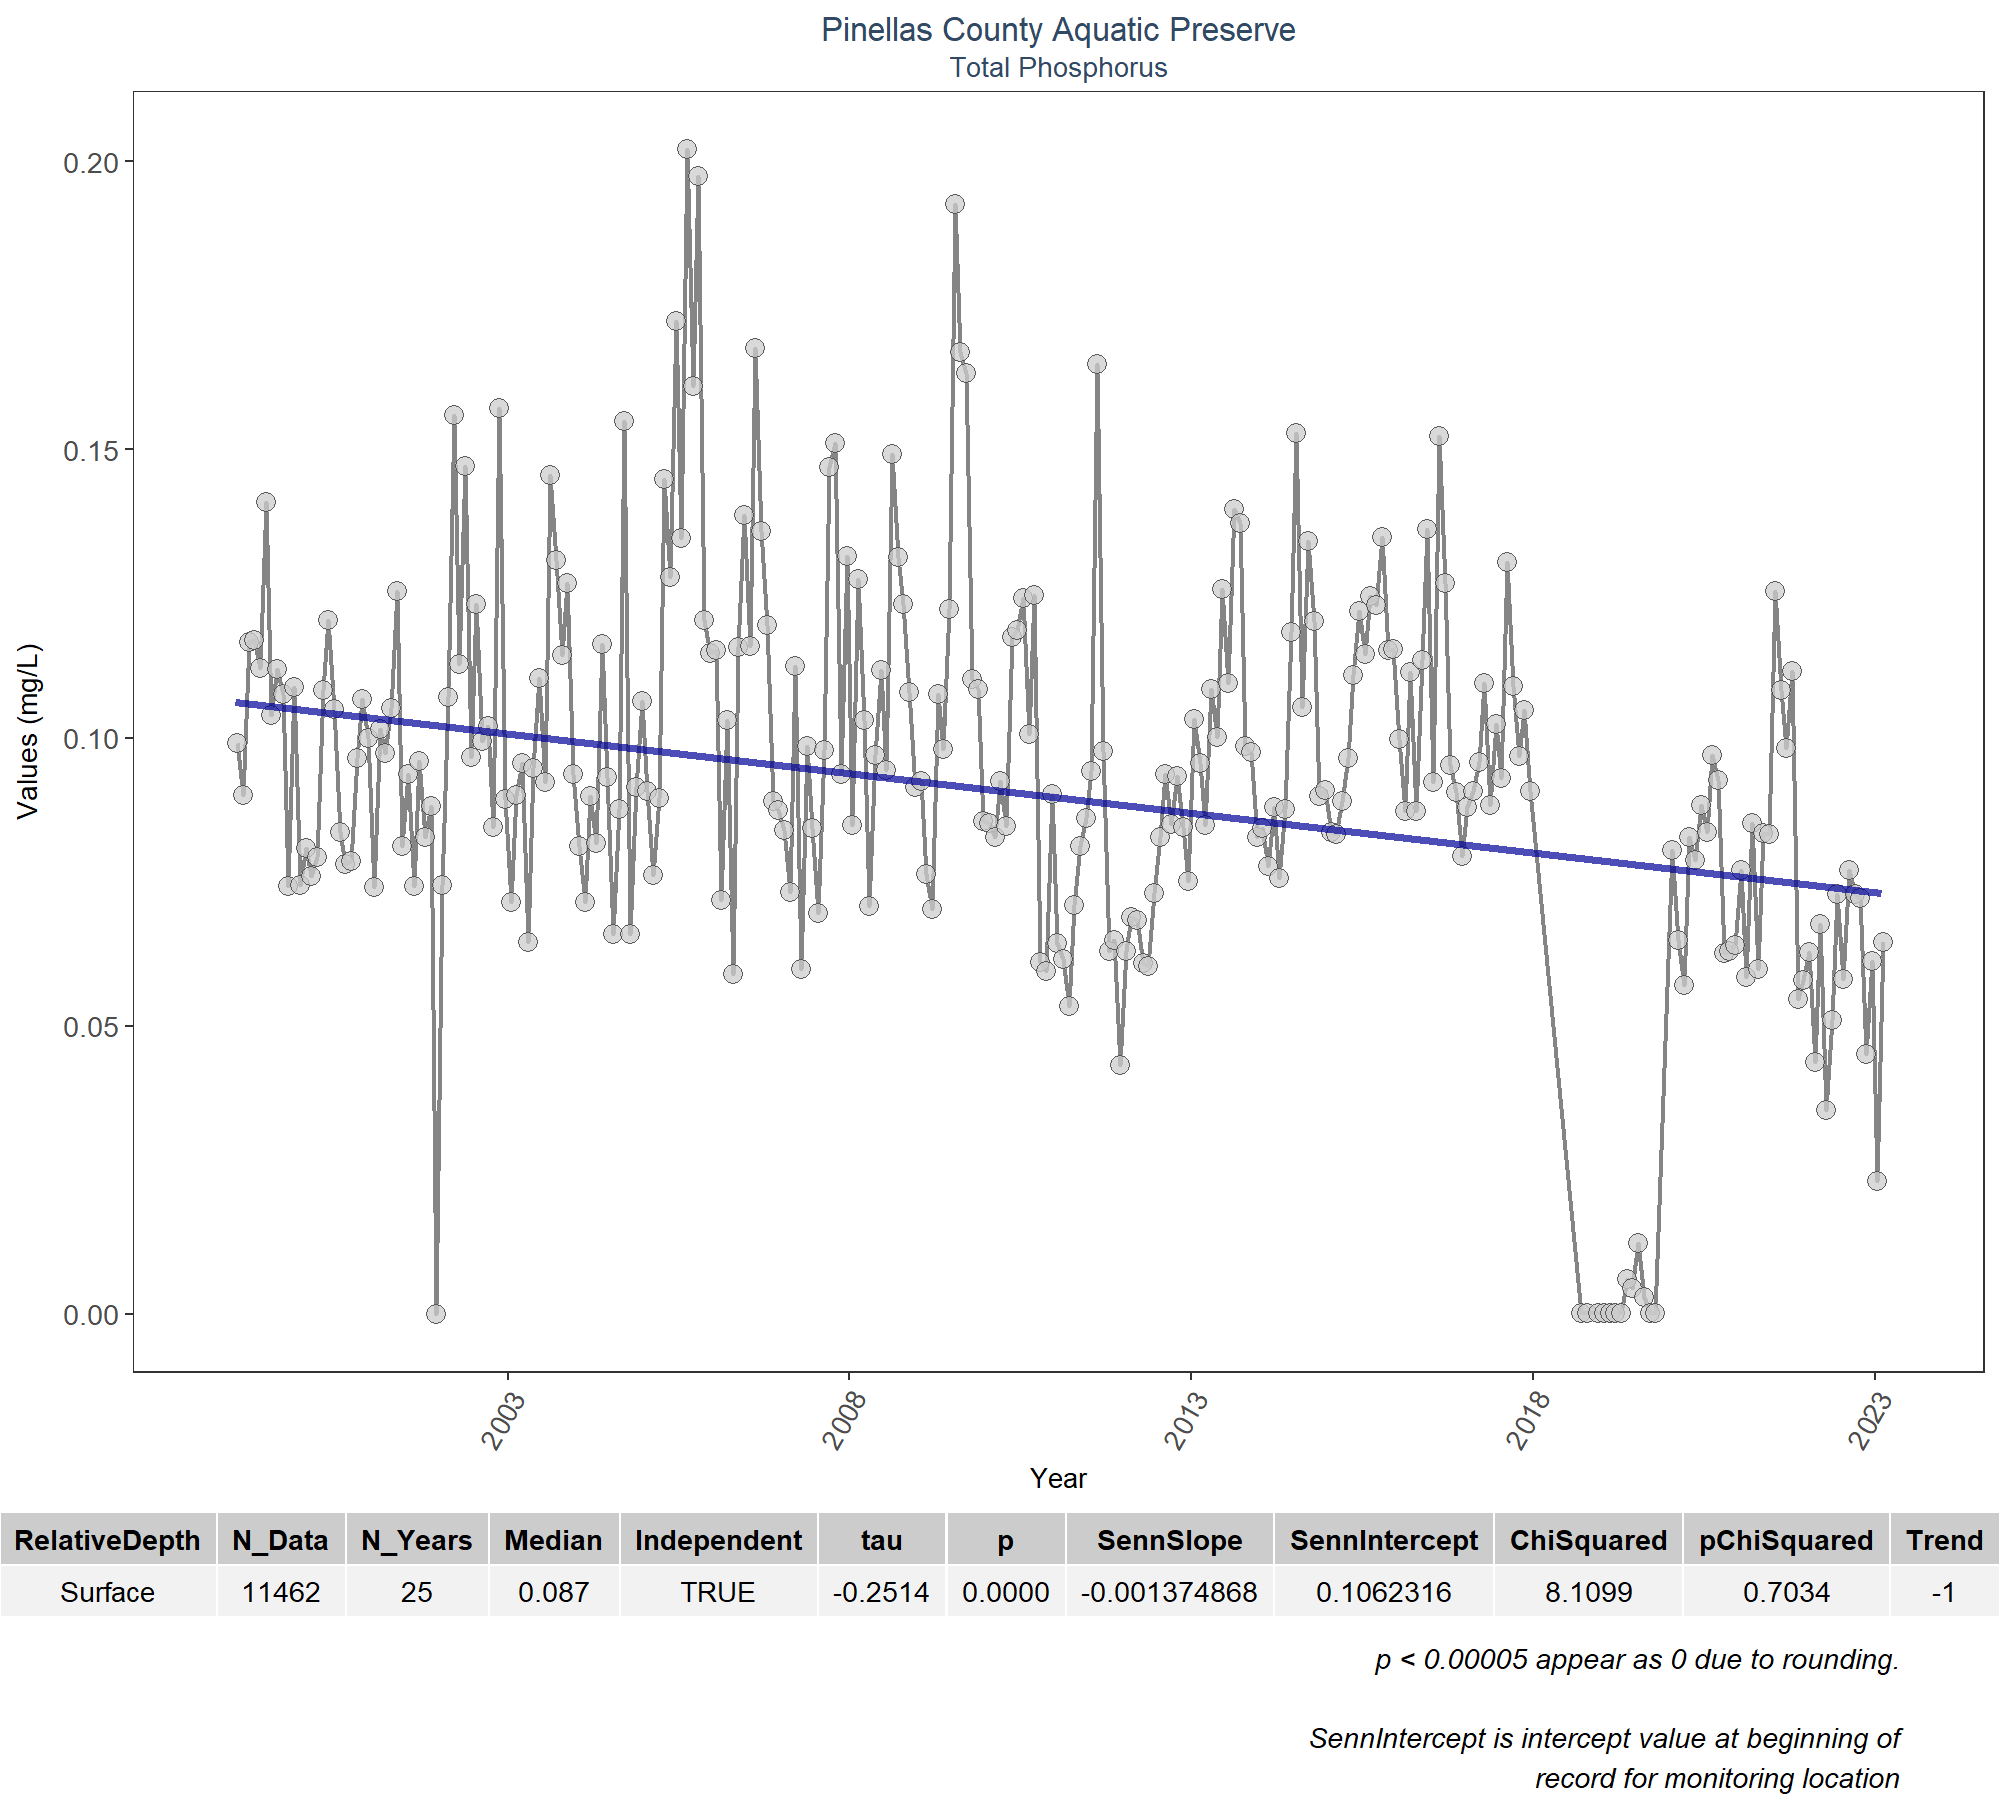 Pinellas County Aquatic Preserve
Total Phosphorus
Values (mg/L)
0.20
0.15
0.10
0.05
0.00
2003 2008 2013 2018 2023
Year
RelativeDepth N_Data N_Years Median Independent tau p SennSlope SennIntercept ChiSquared pChiSquared Trend
Surface 11462 25 0.087 TRUE -0.2514 0.0000 -0.001374868 0.1062316 8.1099 0.7034 -1
p < 0.00005 appear as 0 due to rounding.
SennIntercept is intercept value at beginning of
record for monitoring location